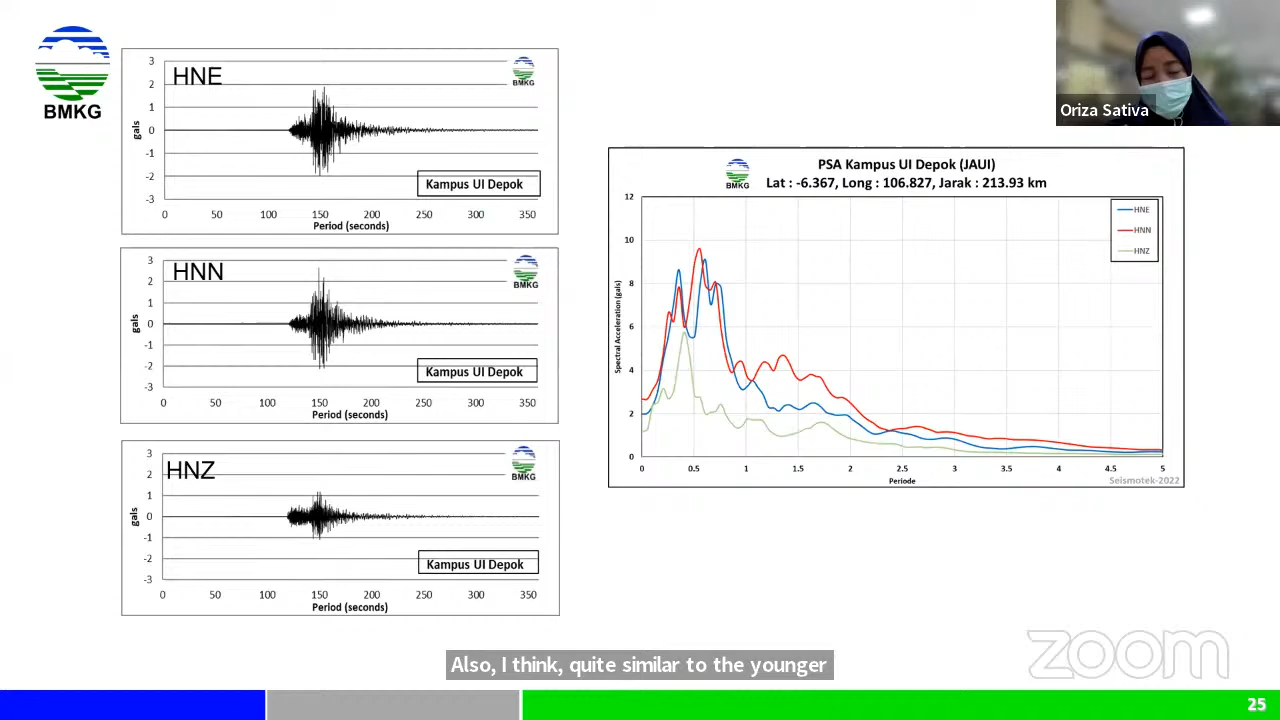 BMKG
HNE
BMKG
3
2
1
0
-1
-2
-3
gals
Kampus UI Depok
0 50 100 150 200 250 300 350
Period (seconds)
HNN
BMKG
3
2
1
0
-1
-2
-3
gals
Kampus UI Depok
0 50 100 150 200 250 300 350
Period (seconds)
HNZ
BMKG
3
2
1
0
-1
-2
-3
gals
Kampus UI Depok
0 50 100 150 200 250 300 350
Period (seconds)
Oriza Sativa
BMKG
PSA Kampus UI Depok (JAUI)
Lat : -6.367, Long : 106.827, Jarak : 213.93 km
12
10
8
6
4
2
0
Spectral Acceleration (gals)
HNE
HNN
HNZ
0 0.5 1 1.5 2 2.5 3 3.5 4 4.5 5
Periode
Seismotek-2022
Also, I think, quite similar to the younger
zoom
25